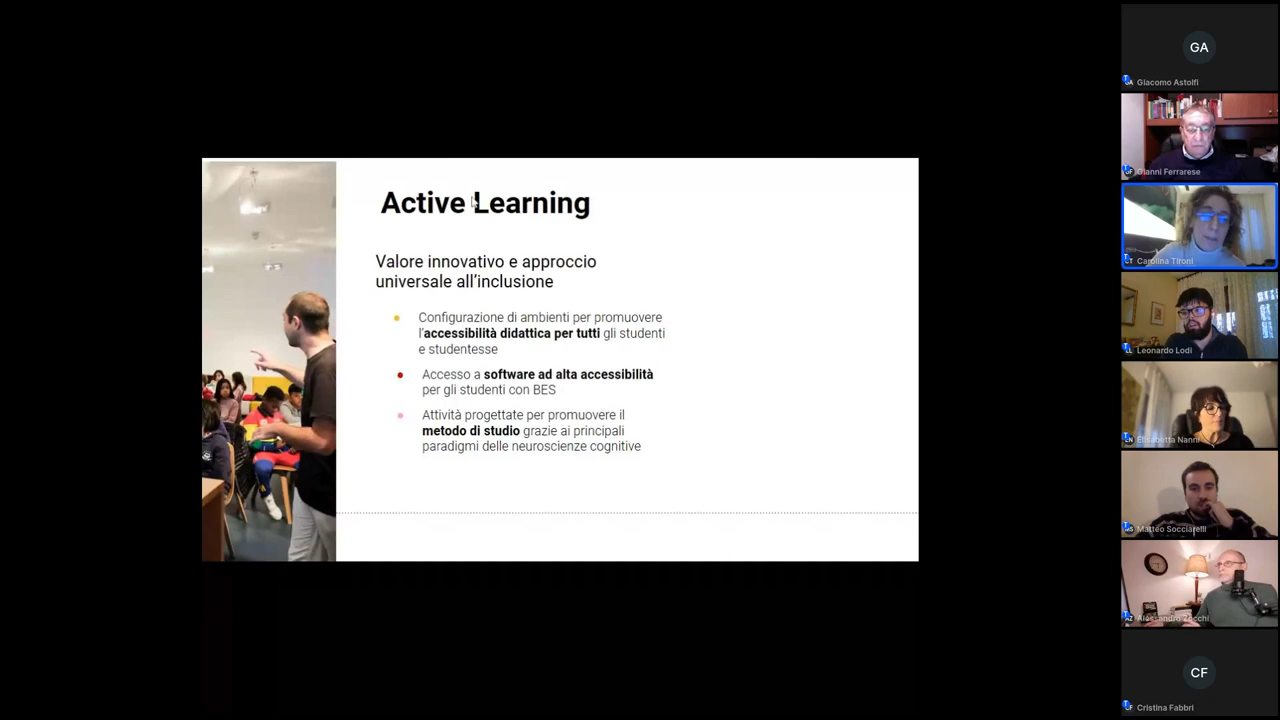 Active Learning
Valore innovativo e approccio
universale all'inclusione
Configurazione di ambienti per promuovere
l'accessibilità didattica per tutti gli studenti
e studentesse
Accesso a software ad alta accessibilità
per gli studenti con BES
Attività progettate per promuovere il
metodo di studio grazie ai principali
paradigmi delle neuroscienze cognitive
GA
Giacomo Astolfi
Gianni Ferrarese
Carolina Tironi
Leonardo Lodi
Elisabetta Nanni
Matteo Socciarelli
Alessandro Zocchi
CF
Cristina Fabbri